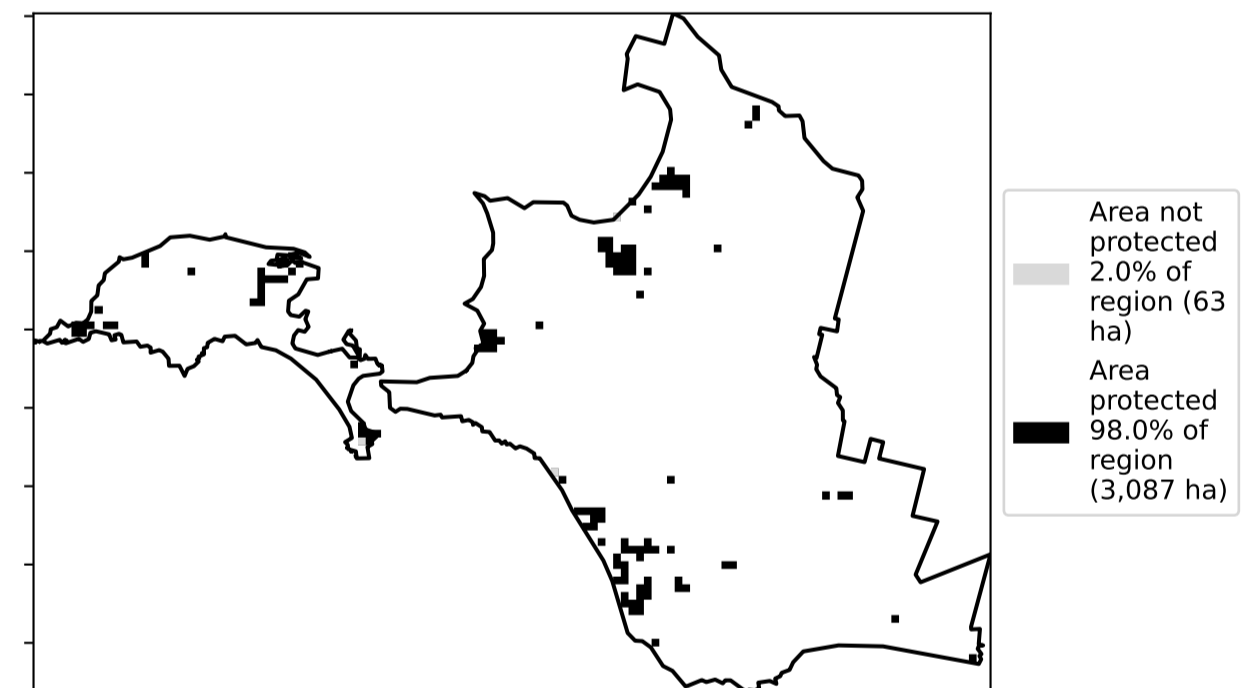 Area not
protected
2.0% of
region (63
ha)
Area
protected
98.0% of
region
(3,087 ha)